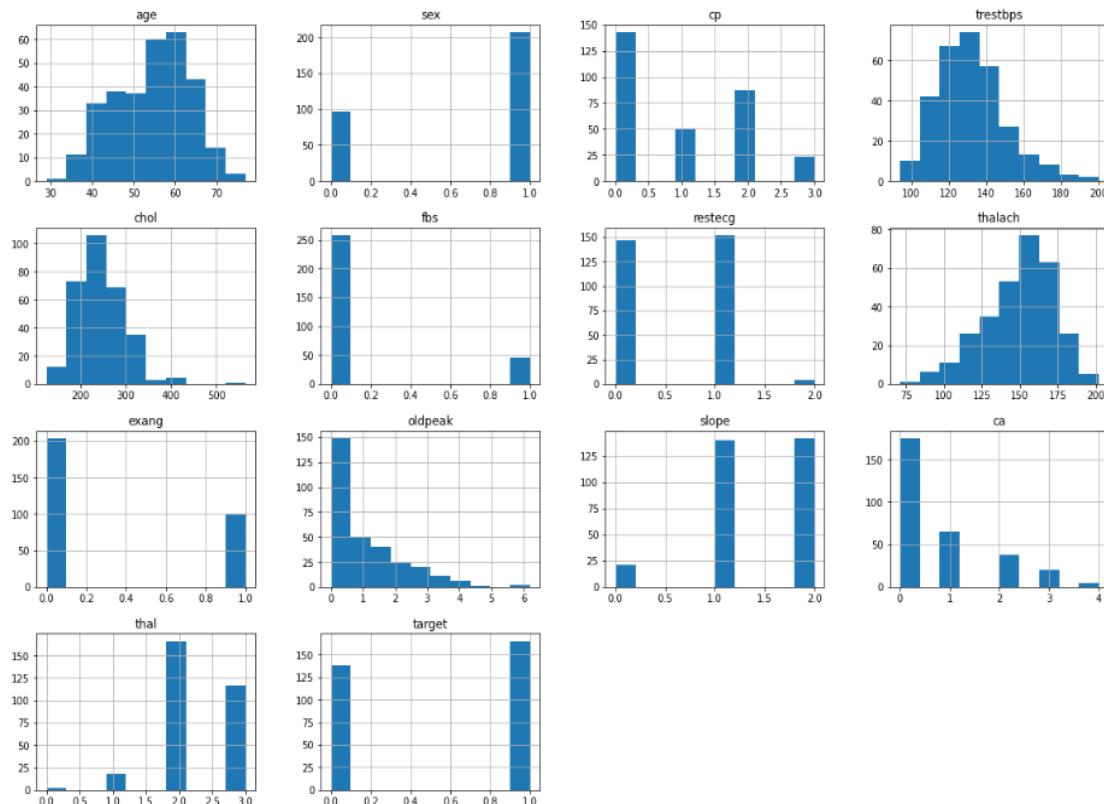 age
60
50
40
30
20
10
0
30 40 50 60 70
sex
200
150
100
50
0
0.0 0.2 0.4 0.6 0.8 1.0
cp
150
125
100
75
50
25
0
0.0 0.5 1.0 1.5 2.0 2.5 3.0
trestbps
60
40
20
0
100 120 140 160 180 200
chol
100
80
60
40
20
0
200 300 400 500
fbs
250
200
150
100
50
0
0.0 0.2 0.4 0.6 0.8 1.0
restecg
150
125
100
75
50
25
0
0.0 0.5 1.0 1.5 2.0
thalach
80
60
40
20
0
75 100 125 150 175 200
exang
200
150
100
50
0
0.0 0.2 0.4 0.6 0.8 1.0
oldpeak
150
125
100
75
50
25
0
0 1 2 3 4 5 6
slope
125
100
75
50
25
0
0.0 0.5 1.0 1.5 2.0
ca
150
100
50
0
0 1 2 3 4
thal
150
125
100
75
50
25
0
0.0 0.5 1.0 1.5 2.0 2.5 3.0
target
150
125
100
75
50
25
0
0.0 0.2 0.4 0.6 0.8 1.0